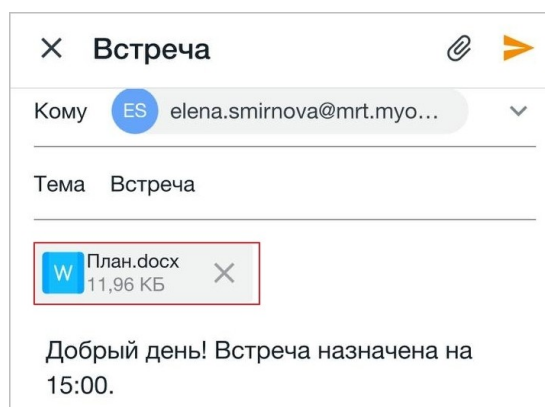 Встреча
Кому ES elena.smirnova@mrt.myo...
Тема Встреча
W План.docx
11,96 КБ
Добрый день! Встреча назначена на
15:00.